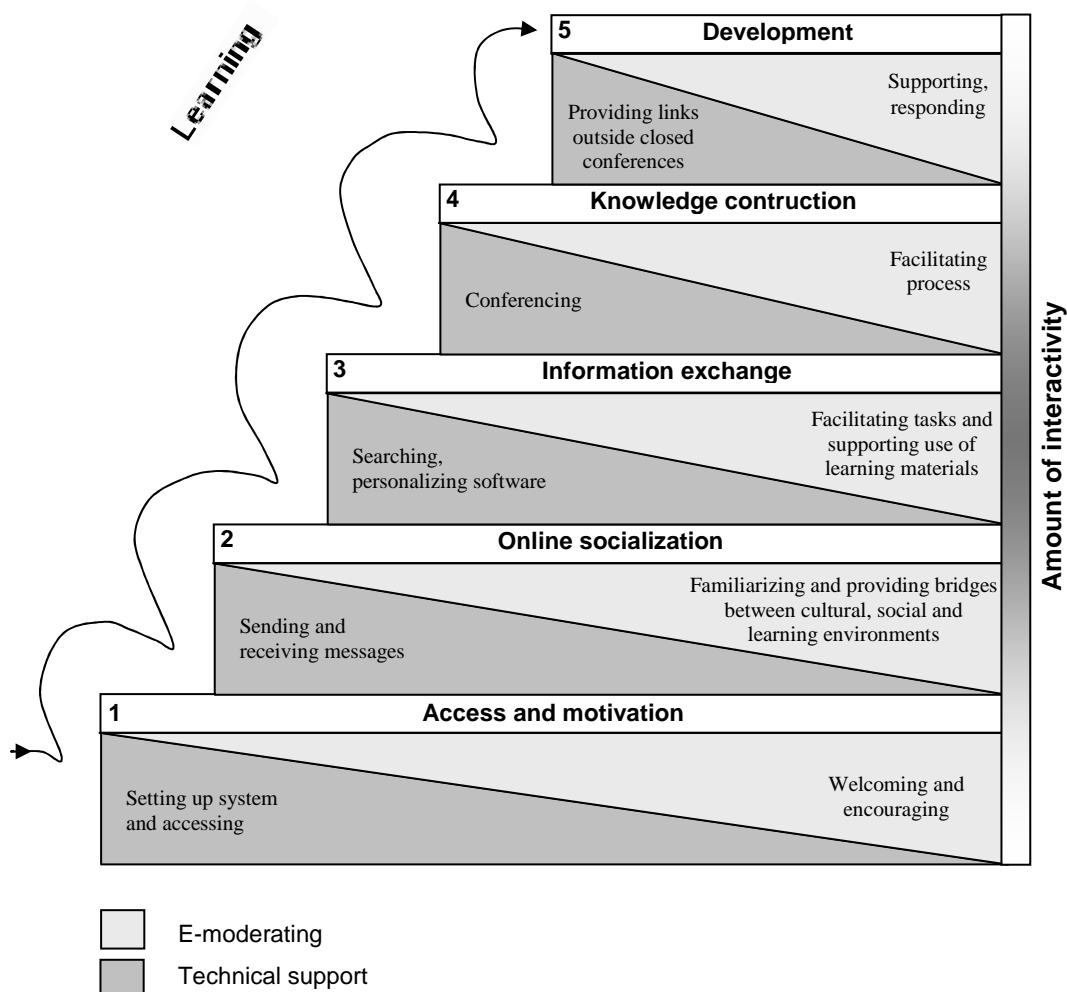 Learning
5 Development
Supporting,
responding
Providing links
outside closed
conferences
4 Knowledge contruction
Facilitating
process
Conferencing
3 Information exchange
Facilitating tasks and
supporting use of
learning materials
Searching,
personalizing software
2 Online socialization
Familiarizing and providing bridges
between cultural, social and
learning environments
Sending and
receiving messages
1 Access and motivation
Welcoming and
encouraging
Setting up system
and accessing
Amount of interactivity
E-moderating
Technical support